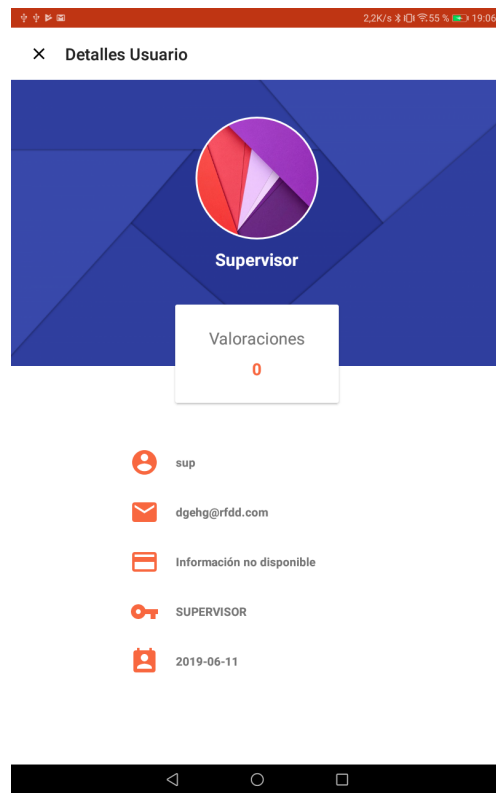 2,2K/s 55 % 19:06
Detalles Usuario
Supervisor
Valoraciones
0
sup
dgehg@rfdd.com
Información no disponible
SUPERVISOR
2019-06-11